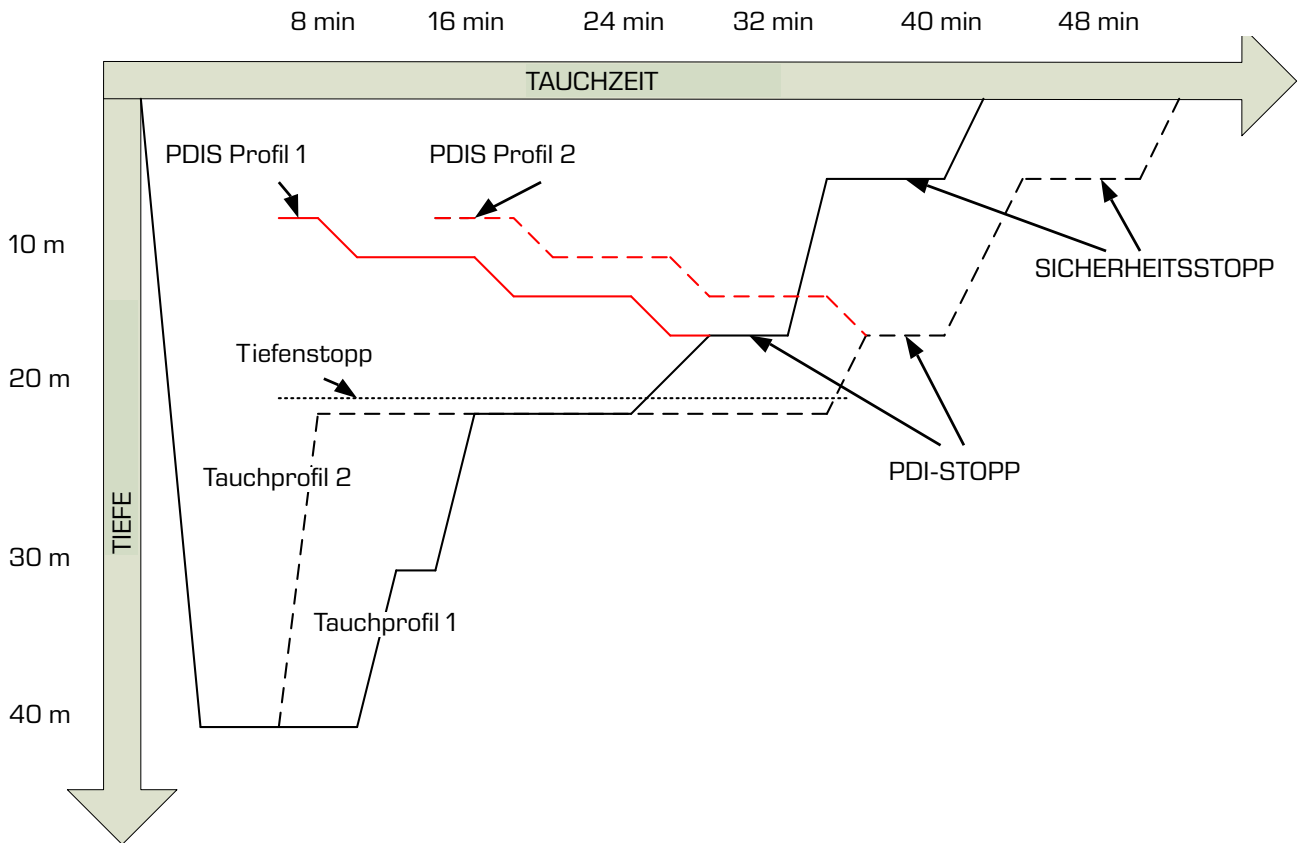 8 min 16 min 24 min 32 min 40 min 48 min
TAUCHZEIT
PDIS Profil 1 PDIS Profil 2
10 m
SICHERHEITSSTOPP
Tiefenstopp
20 m
PDI-STOPP
Tauchprofil 2
TIEFE
30 m
Tauchprofil 1
40 m